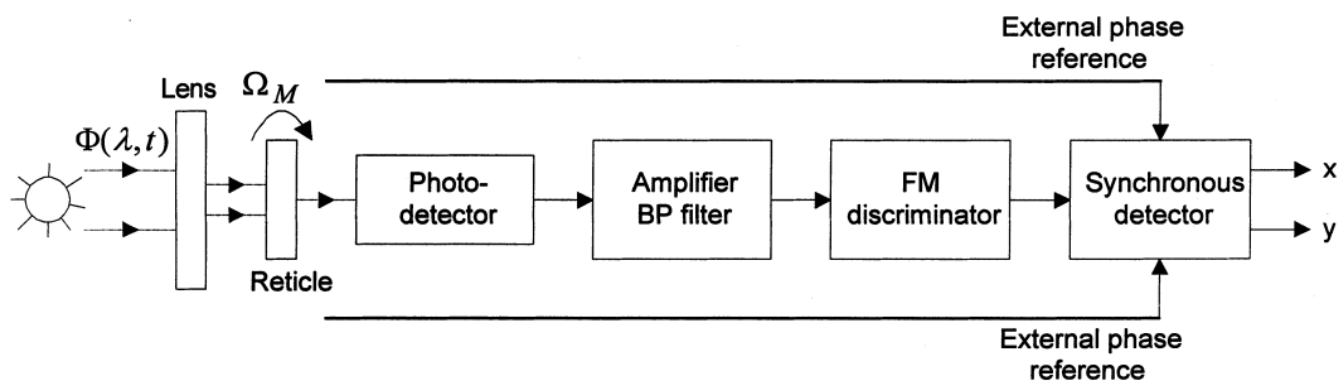 External phase
reference
Lens
Ω_M
Φ(λ,t)
Photo-
detector
Amplifier
BP filter
FM
discriminator
Synchronous
detector
x
y
Reticle
External phase
reference